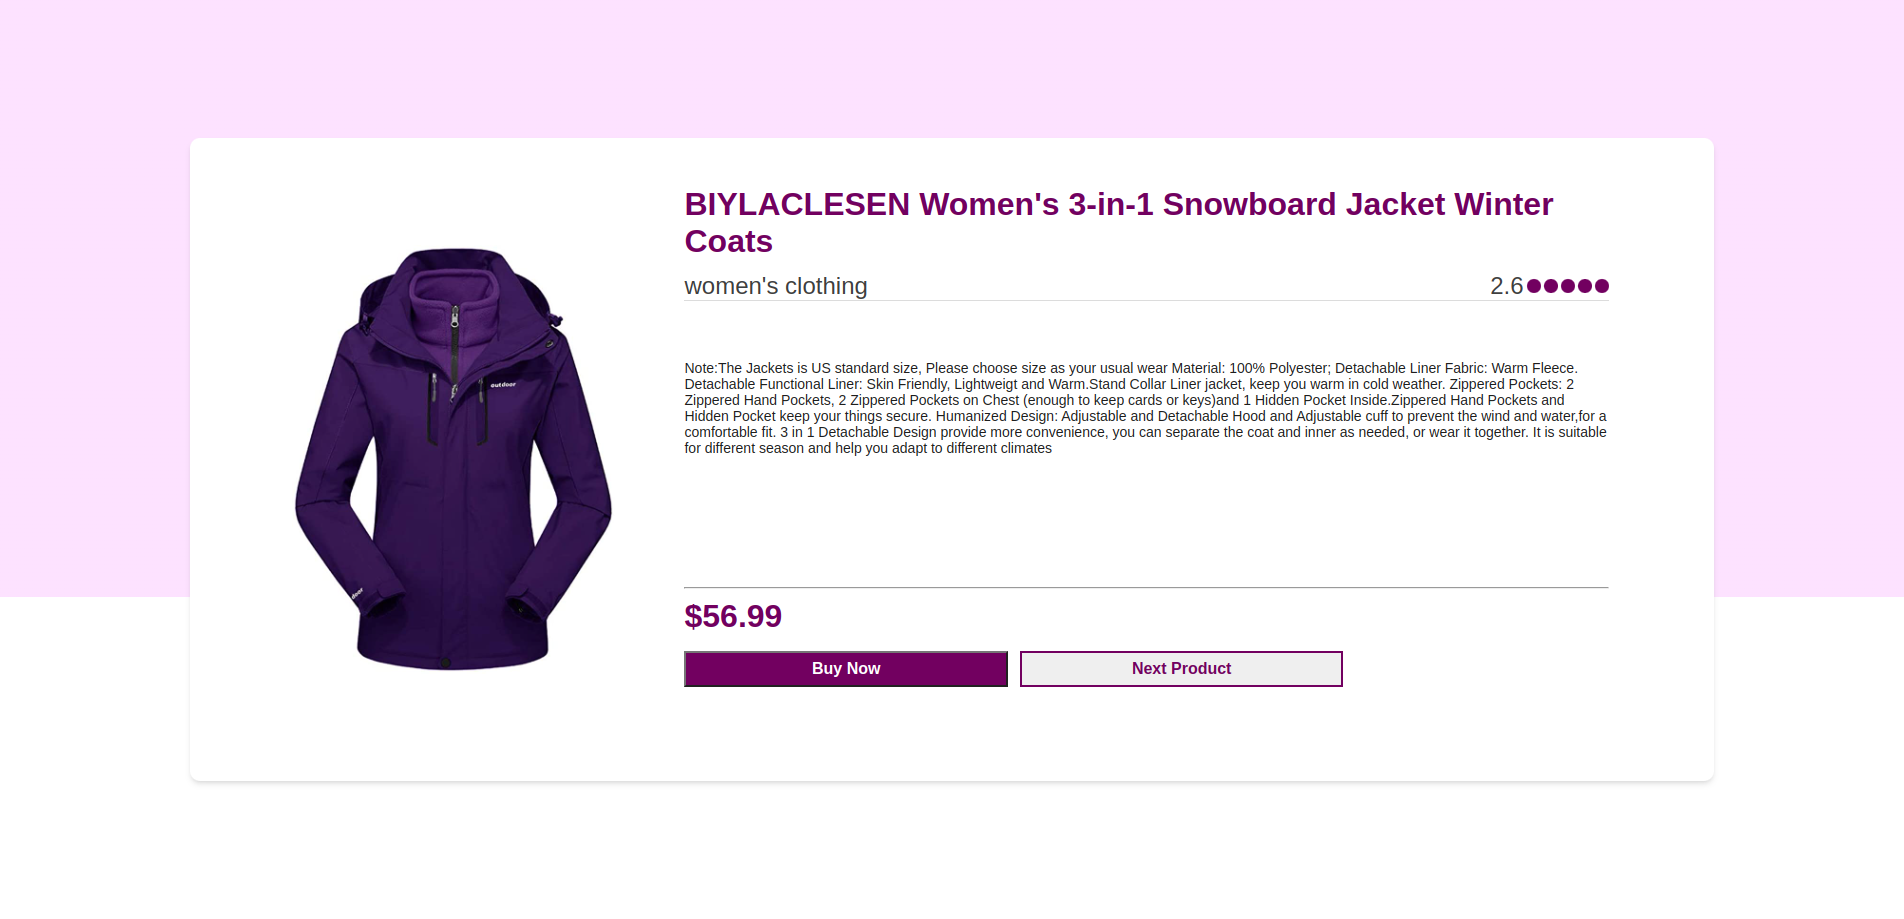 BIYLACLESEN Women's 3-in-1 Snowboard Jacket Winter
Coats
women's clothing
2.6
Note:The Jackets is US standard size, Please choose size as your usual wear Material: 100% Polyester; Detachable Liner Fabric: Warm Fleece.
Detachable Functional Liner: Skin Friendly, Lightweigt and Warm.Stand Collar Liner jacket, keep you warm in cold weather. Zippered Pockets: 2
Zippered Hand Pockets, 2 Zippered Pockets on Chest (enough to keep cards or keys)and 1 Hidden Pocket Inside.Zippered Hand Pockets and
Hidden Pocket keep your things secure. Humanized Design: Adjustable and Detachable Hood and Adjustable cuff to prevent the wind and water,for a
comfortable fit. 3 in 1 Detachable Design provide more convenience, you can separate the coat and inner as needed, or wear it together. It is suitable
for different season and help you adapt to different climates
outdoor
door
$56.99
Buy Now
Next Product